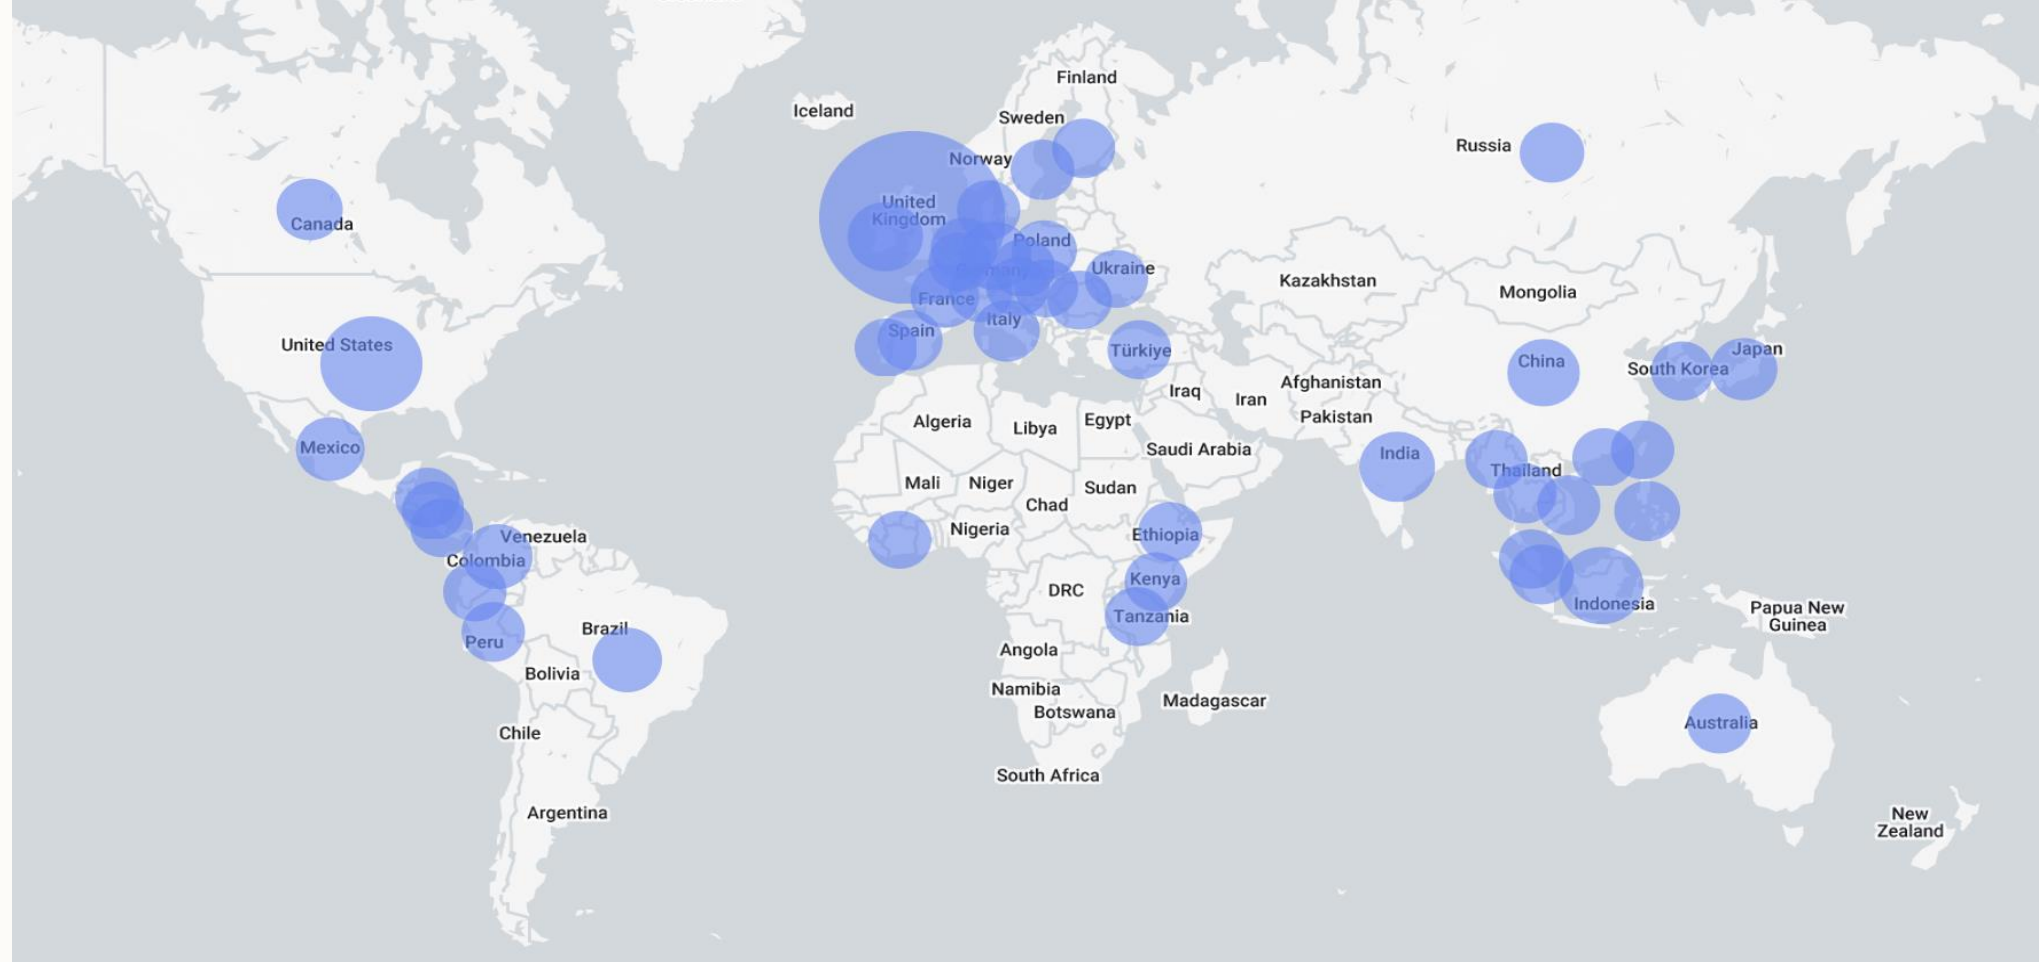 Finland
Iceland
Sweden
Russia
Norway
United
Kingdom
Canada
Poland
Germany
Ukraine
Kazakhstan
Mongolia
France
Italy
Spain
United States
Türkiye
China
Japan
South Korea
Afghanistan
Iraq
Iran
Pakistan
Algeria
Libya
Egypt
Saudi Arabia
Mexico
India
Thailand
Mali
Niger
Sudan
Chad
Nigeria
Ethiopia
Venezuela
Colombia
Kenya
DRC
Indonesia
Papua New
Guinea
Tanzania
Brazil
Peru
Angola
Bolivia
Namibia
Madagascar
Botswana
Australia
Chile
South Africa
Argentina
New
Zealand